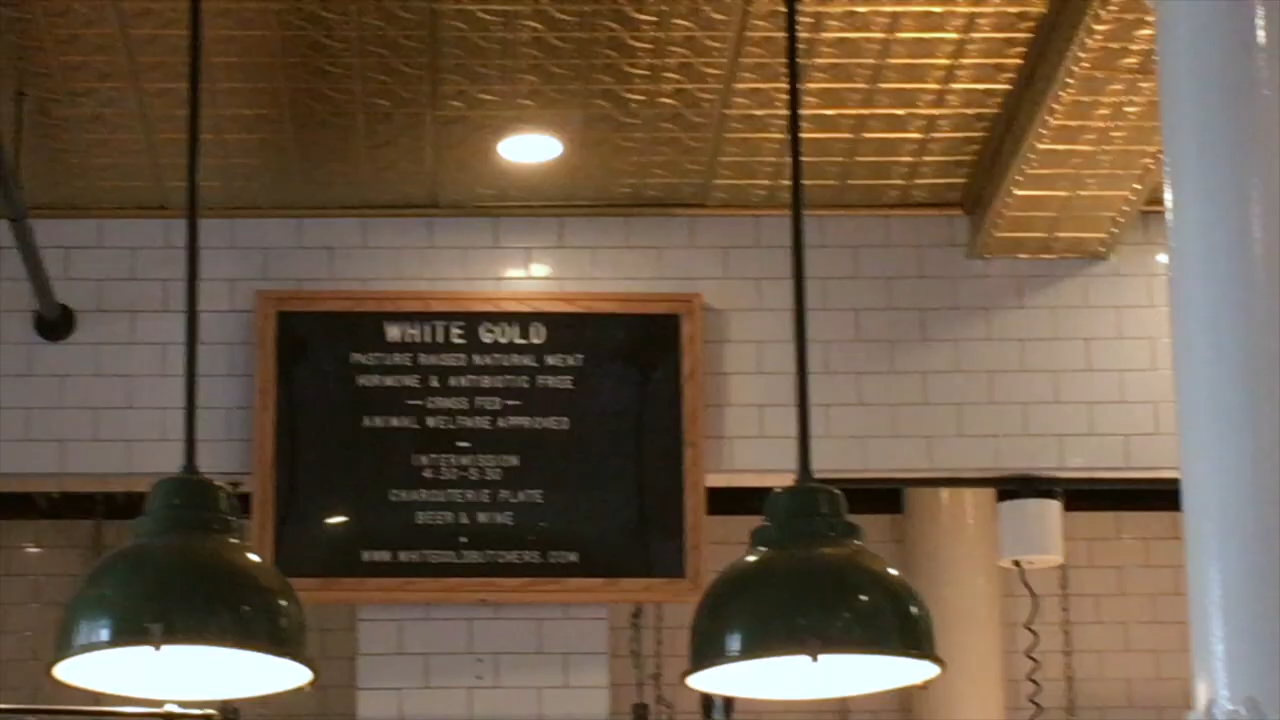 WHITE GOLD
PASTURE RAISED NATURAL MEAT
HORMONE & ANTIBIOTIC FREE
— GRASS FED —
ANIMAL WELFARE APPROVED
—
INTERMISSION
4:30-5:30
CHARCUTERIE PLATE
BEER & WINE
-
WWW.WHITEGOLDBUTCHERS.COM